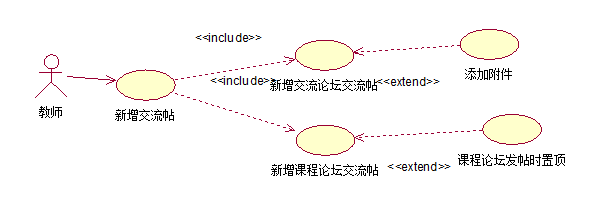 <<include>>
<<include>>
<<extend>>
新增交流论坛交流帖
添加附件
教师
新增交流帖
新增课程论坛交流帖
<<extend>>
课程论坛发帖时置顶